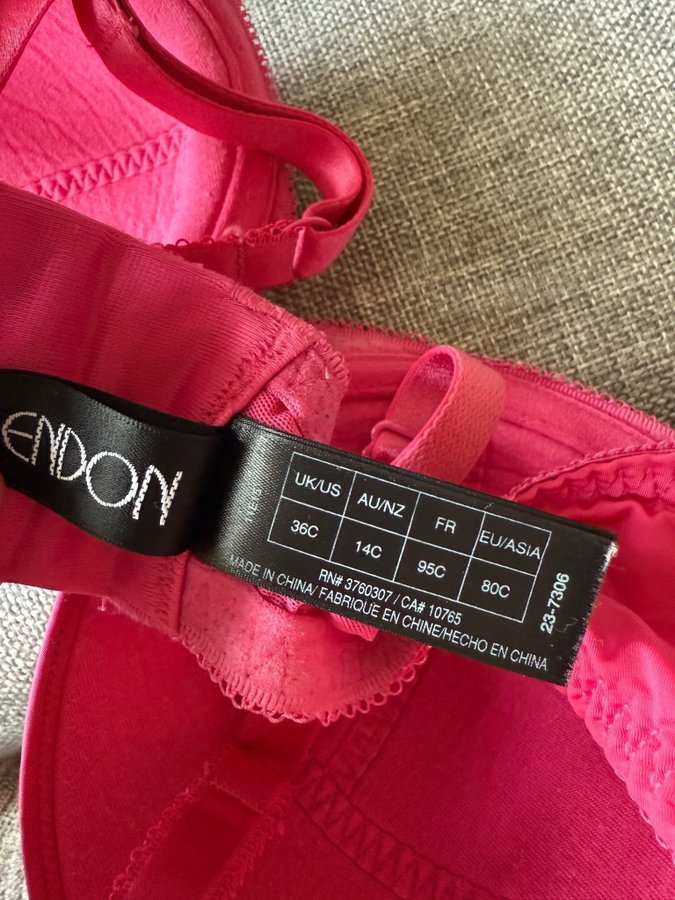 ENDON
UK/US AU/NZ FR EU/ASIA
36C 14C 95C 80C
RN# 3760307 / CA# 10765
MADE IN CHINA/ FABRIQUE EN CHINE/HECHO EN CHINA
23-7306